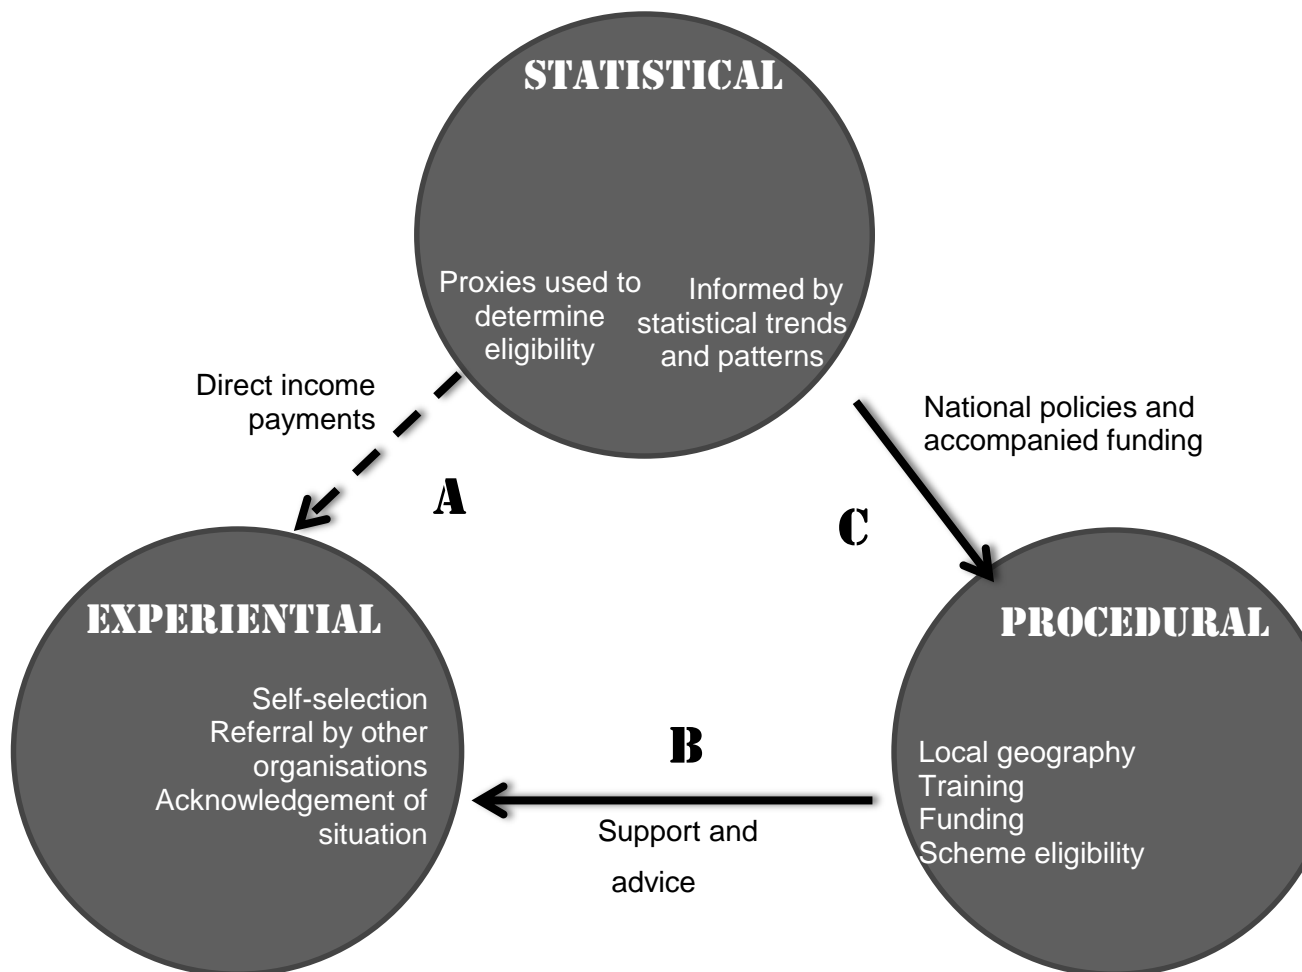 STATISTICAL
Proxies used to
determine
eligibility
Informed by
statistical trends
and patterns
Direct income
payments
National policies and
accompanied funding
A
C
EXPERIENTIAL
Self-selection
Referral by other
organisations
Acknowledgement of
situation
PROCEDURAL
Local geography
Training
Funding
Scheme eligibility
B
Support and
advice